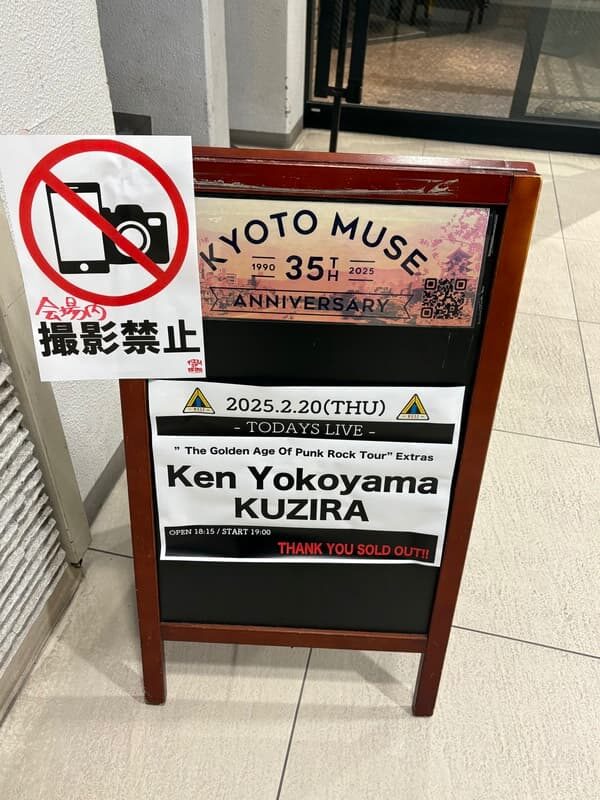 会場内
撮影禁止
KYOTO MUSE
1990 35TH 2025
ANNIVERSARY
2025.2.20(THU)
- TODAYS LIVE -
" The Golden Age Of Punk Rock Tour" Extras
Ken Yokoyama
KUZIRA
OPEN 18:15 / START 19:00
THANK YOU SOLD OUT!!